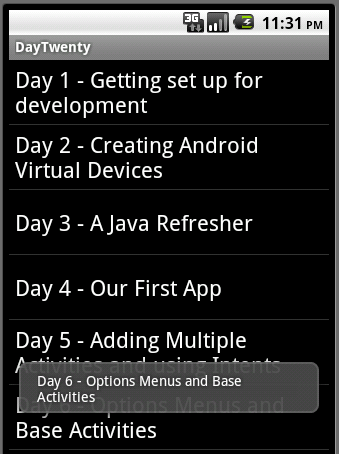 3G 11:31 PM
DayTwenty
Day 1 - Getting set up for
development
Day 2 - Creating Android
Virtual Devices
Day 3 - A Java Refresher
Day 4 - Our First App
Day 5 - Adding Multiple
Activities and using Intents
Day 6 - Options Menus and Base
Activities
Day 6 - Options Menus and
Base Activities